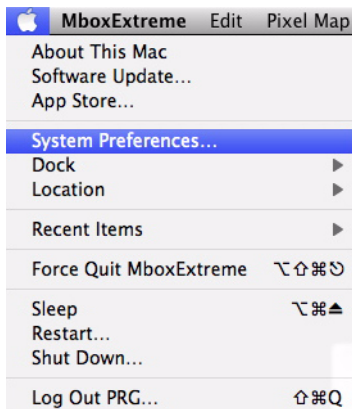 MboxExtreme Edit Pixel Map
About This Mac
Software Update...
App Store...
System Preferences...
Dock
Location
Recent Items
Force Quit MboxExtreme ⌥⇧⌘⎋
Sleep ⌥⌘⏏
Restart...
Shut Down...
Log Out PRG... ⇧⌘Q